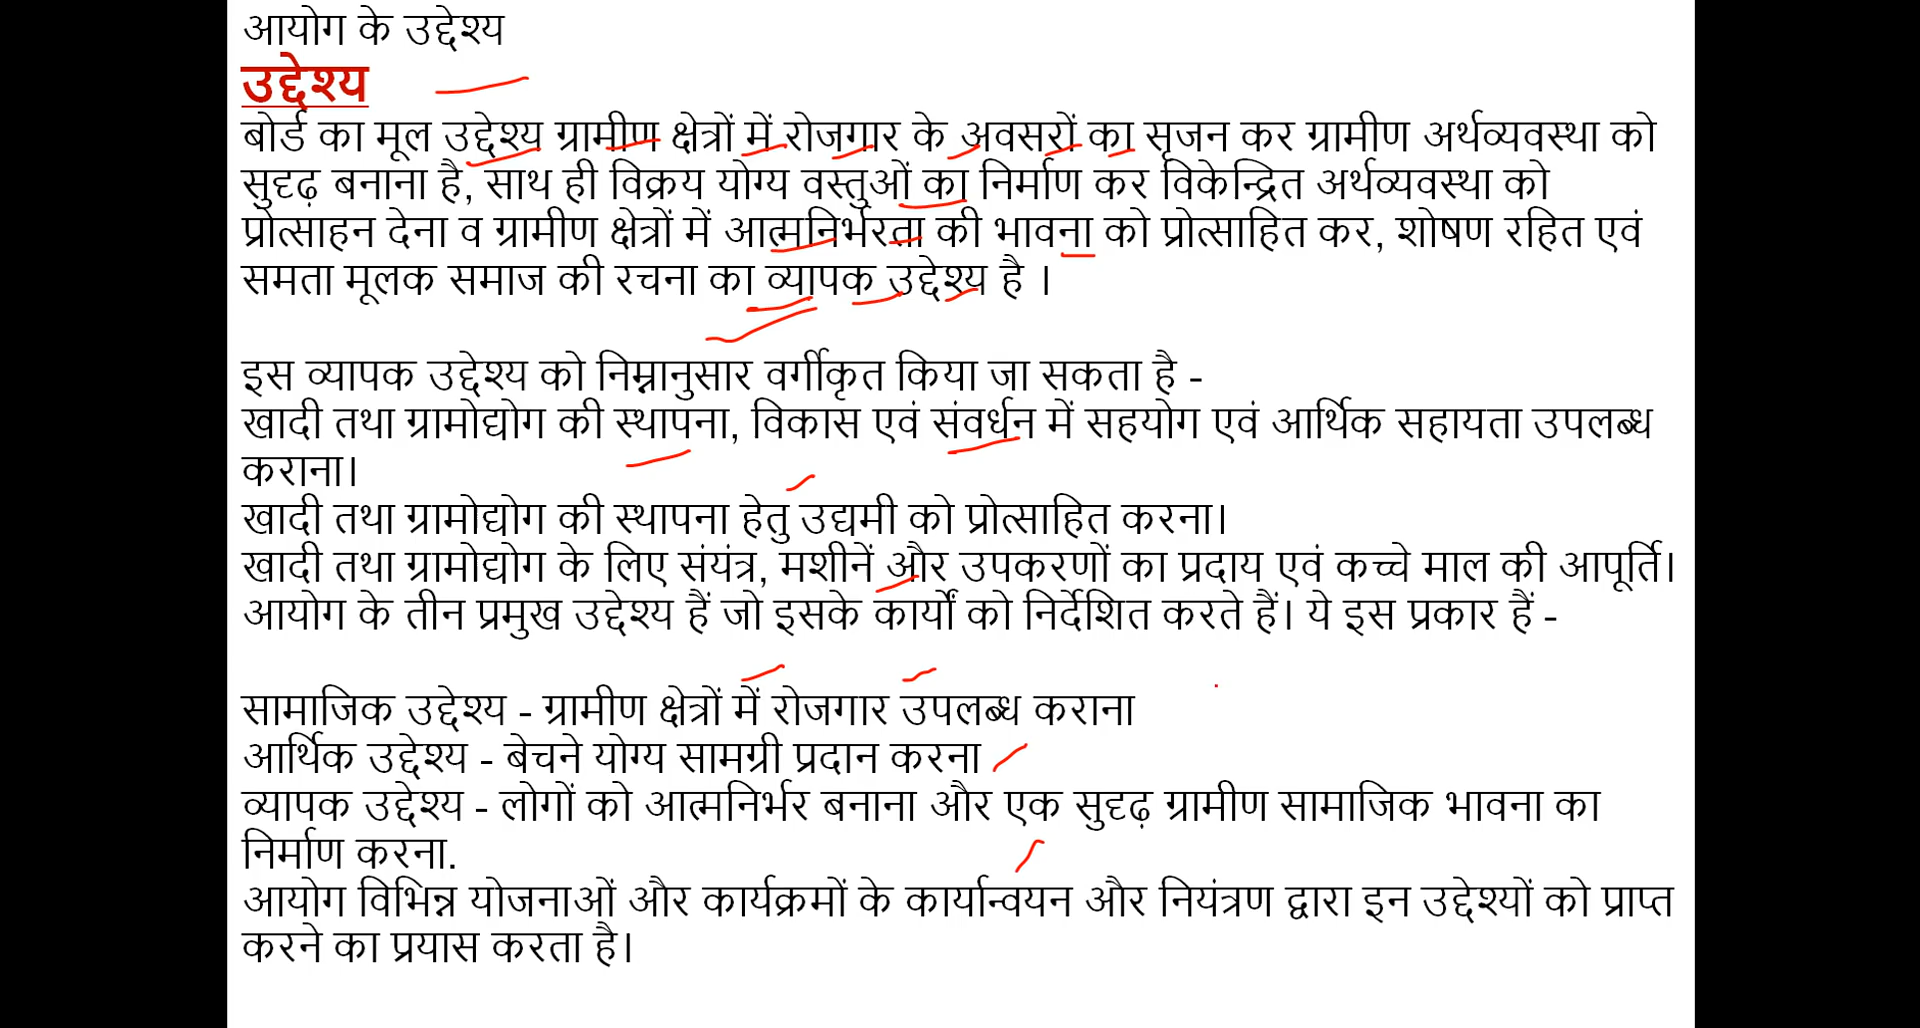 आयोग के उद्देश्य
उद्देश्य
बोर्ड का मूल उद्देश्य ग्रामीण क्षेत्रों में रोजगार के अवसरों का सृजन कर ग्रामीण अर्थव्यवस्था को
सुदृढ़ बनाना है, साथ ही विक्रय योग्य वस्तुओं का निर्माण कर विकेन्द्रित अर्थव्यवस्था को
प्रोत्साहन देना व ग्रामीण क्षेत्रों में आत्मनिर्भरता की भावना को प्रोत्साहित कर, शोषण रहित एवं
समता मूलक समाज की रचना का व्यापक उद्देश्य है ।
इस व्यापक उद्देश्य को निम्नानुसार वर्गीकृत किया जा सकता है -
खादी तथा ग्रामोद्योग की स्थापना, विकास एवं संवर्धन में सहयोग एवं आर्थिक सहायता उपलब्ध
कराना।
खादी तथा ग्रामोद्योग की स्थापना हेतु उद्यमी को प्रोत्साहित करना।
खादी तथा ग्रामोद्योग के लिए संयंत्र, मशीनें और उपकरणों का प्रदाय एवं कच्चे माल की आपूर्ति।
आयोग के तीन प्रमुख उद्देश्य हैं जो इसके कार्यों को निर्देशित करते हैं। ये इस प्रकार हैं -
सामाजिक उद्देश्य - ग्रामीण क्षेत्रों में रोजगार उपलब्ध कराना
आर्थिक उद्देश्य - बेचने योग्य सामग्री प्रदान करना
व्यापक उद्देश्य - लोगों को आत्मनिर्भर बनाना और एक सुदृढ़ ग्रामीण सामाजिक भावना का
निर्माण करना.
आयोग विभिन्न योजनाओं और कार्यक्रमों के कार्यान्वयन और नियंत्रण द्वारा इन उद्देश्यों को प्राप्त
करने का प्रयास करता है।